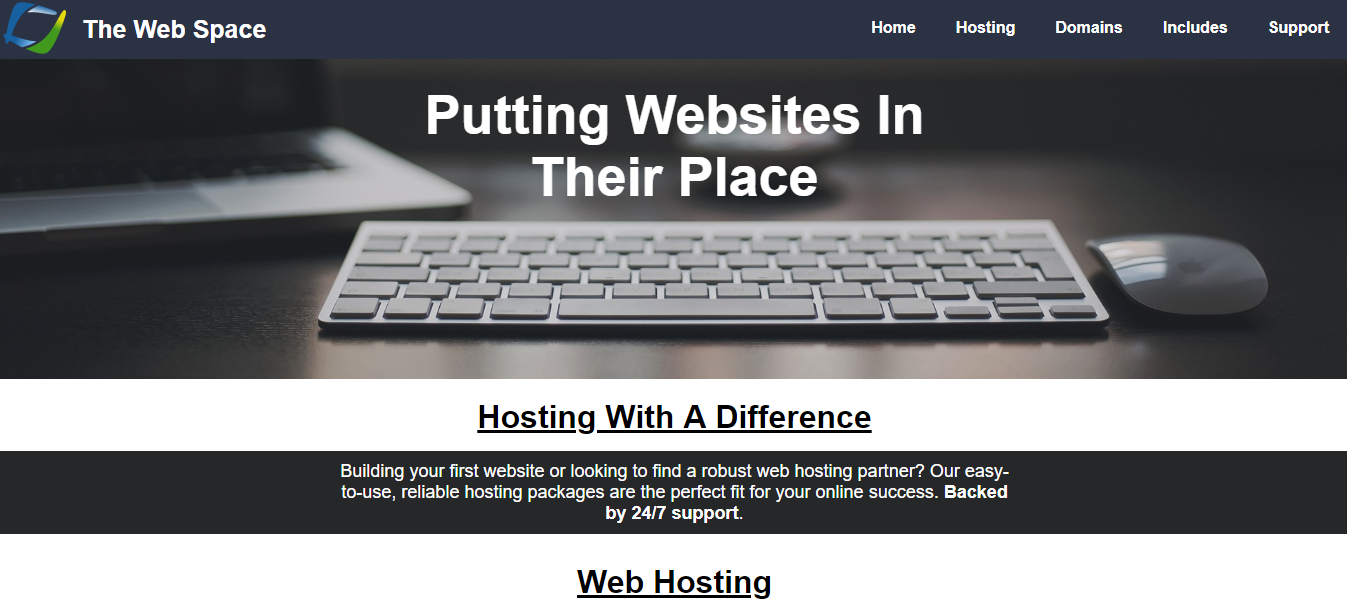 The Web Space
Home Hosting Domains Includes Support
Putting Websites In
Their Place
Hosting With A Difference
Building your first website or looking to find a robust web hosting partner? Our easy-
to-use, reliable hosting packages are the perfect fit for your online success. Backed
by 24/7 support.
Web Hosting